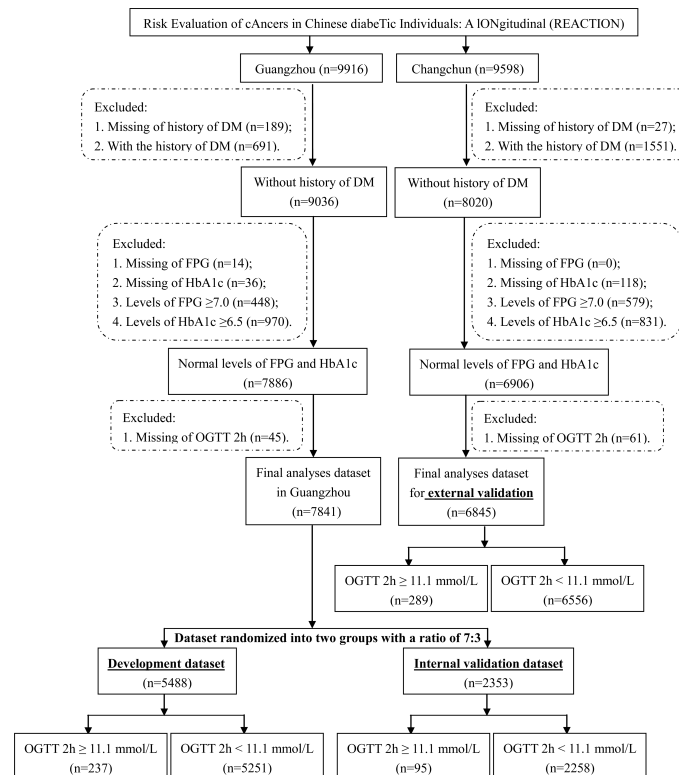 Risk Evaluation of cAncers in Chinese diabeTic Individuals: A lONgitudinal (REACTION)
Guangzhou (n=9916)
Changchun (n=9598)
Excluded:
1. Missing of history of DM (n=189);
2. With the history of DM (n=691).
Excluded:
1. Missing of history of DM (n=27);
2. With the history of DM (n=1551).
Without history of DM
(n=9036)
Without history of DM
(n=8020)
Excluded:
1. Missing of FPG (n=14);
2. Missing of HbA1c (n=36);
3. Levels of FPG ≥7.0 (n=448);
4. Levels of HbA1c ≥6.5 (n=970).
Excluded:
1. Missing of FPG (n=0);
2. Missing of HbA1c (n=118);
3. Levels of FPG ≥7.0 (n=579);
4. Levels of HbA1c ≥6.5 (n=831).
Normal levels of FPG and HbA1c
(n=7886)
Normal levels of FPG and HbA1c
(n=6906)
Excluded:
1. Missing of OGTT 2h (n=45).
Excluded:
1. Missing of OGTT 2h (n=61).
Final analyses dataset
in Guangzhou
(n=7841)
Final analyses dataset
for external validation
(n=6845)
OGTT 2h ≥ 11.1 mmol/L
(n=289)
OGTT 2h < 11.1 mmol/L
(n=6556)
Dataset randomized into two groups with a ratio of 7:3
Development dataset
(n=5488)
Internal validation dataset
(n=2353)
OGTT 2h ≥ 11.1 mmol/L
(n=237)
OGTT 2h < 11.1 mmol/L
(n=5251)
OGTT 2h ≥ 11.1 mmol/L
(n=95)
OGTT 2h < 11.1 mmol/L
(n=2258)